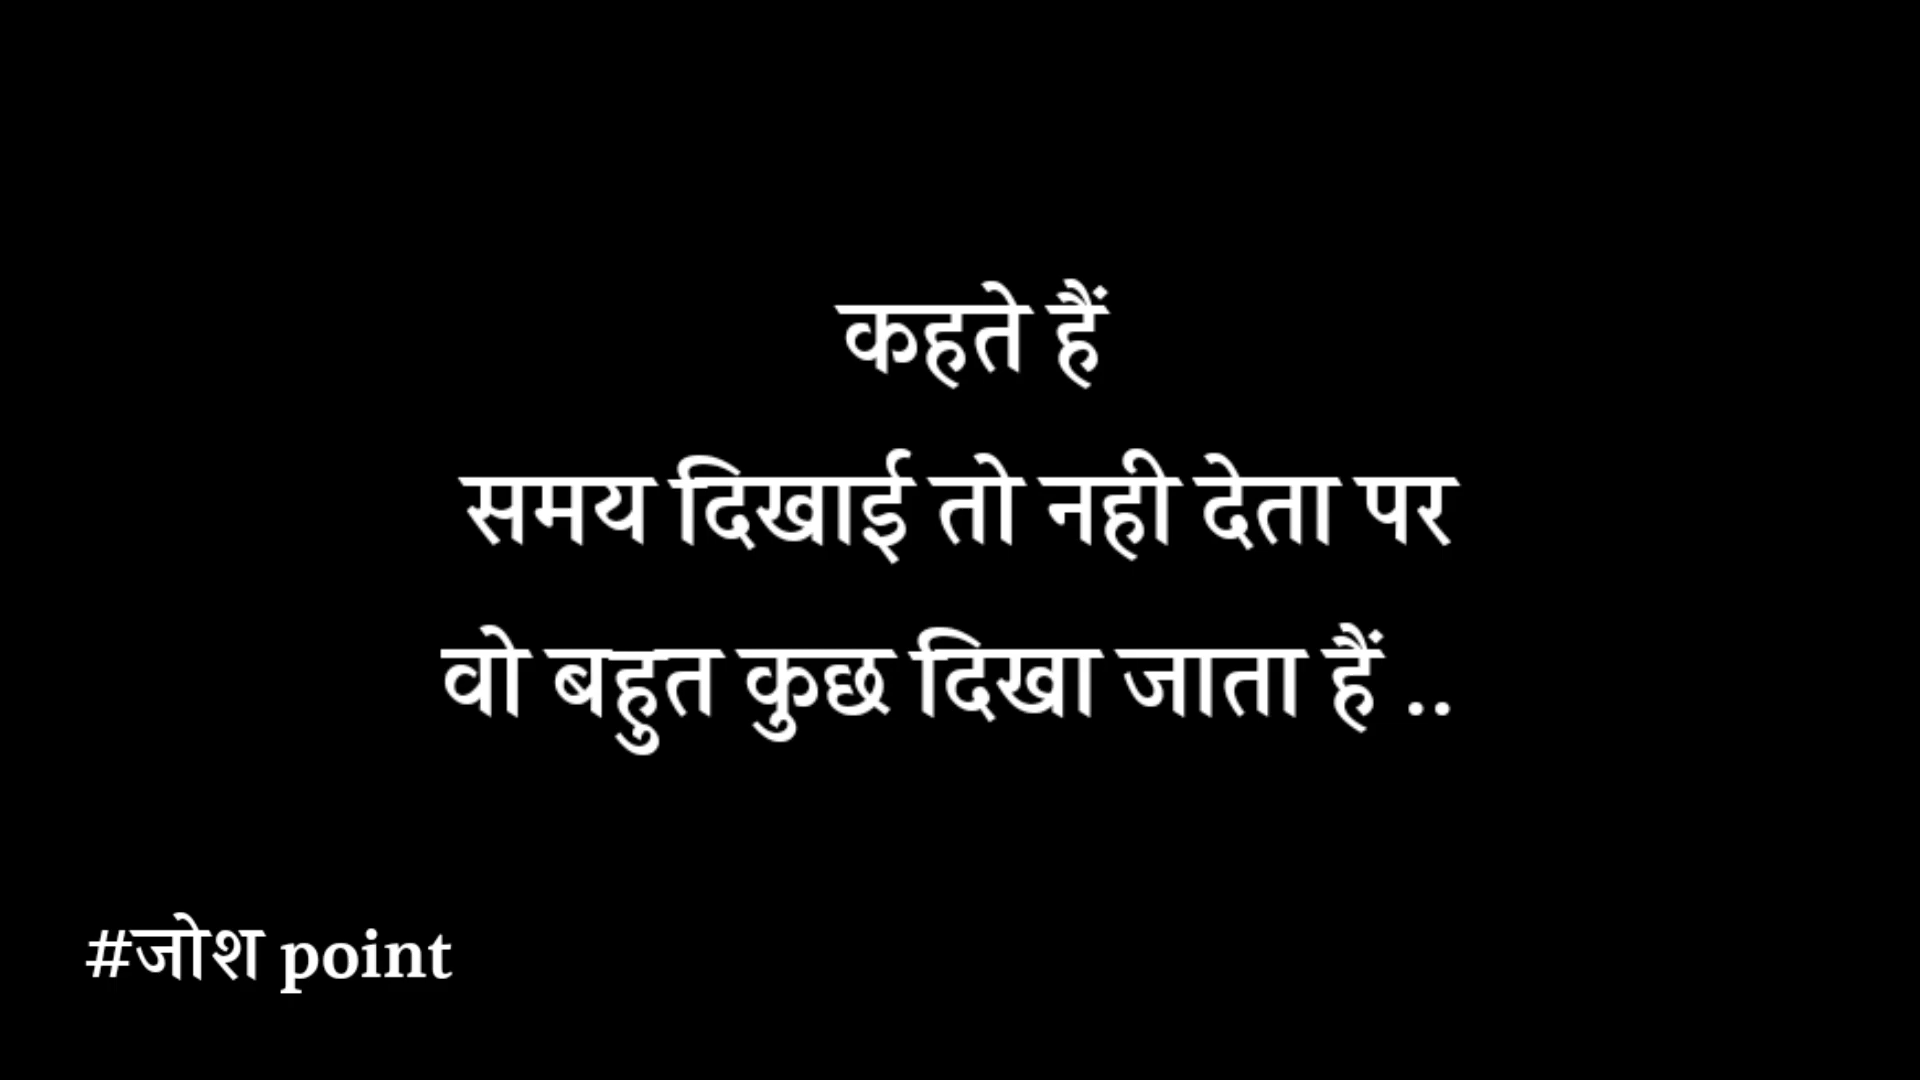 कहते हैं
समय दिखाई तो नही देता पर
वो बहुत कुछ दिखा जाता हैं ..
#जोश point